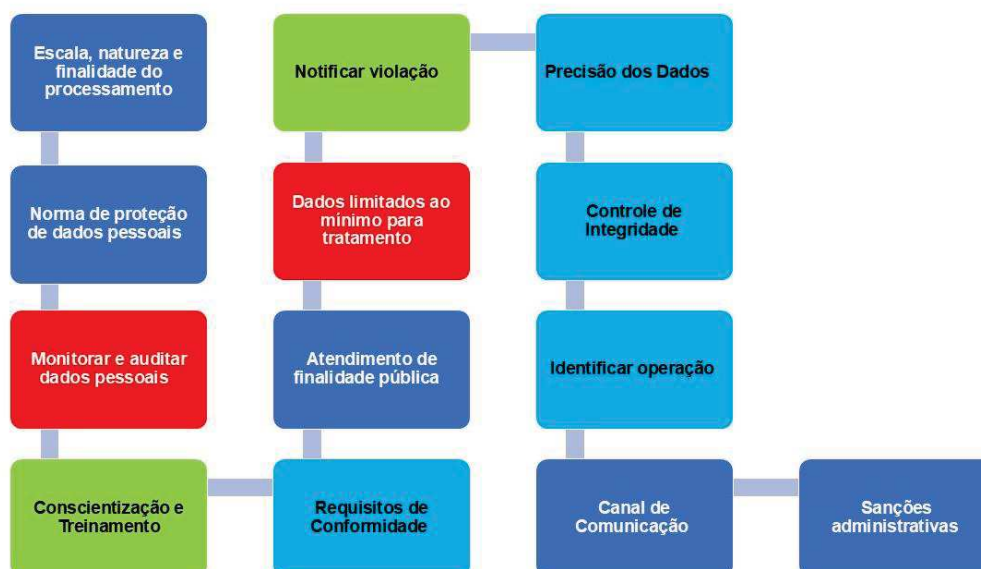 Escala, natureza e
finalidade do
processamento
Norma de proteção
de dados pessoais
Monitorar e auditar
dados pessoais
Conscientização e
Treinamento
Requisitos de
Conformidade
Atendimento de
finalidade pública
Dados limitados ao
mínimo para
tratamento
Notificar violação
Precisão dos Dados
Controle de
Integridade
Identificar operação
Canal de
Comunicação
Sanções
administrativas